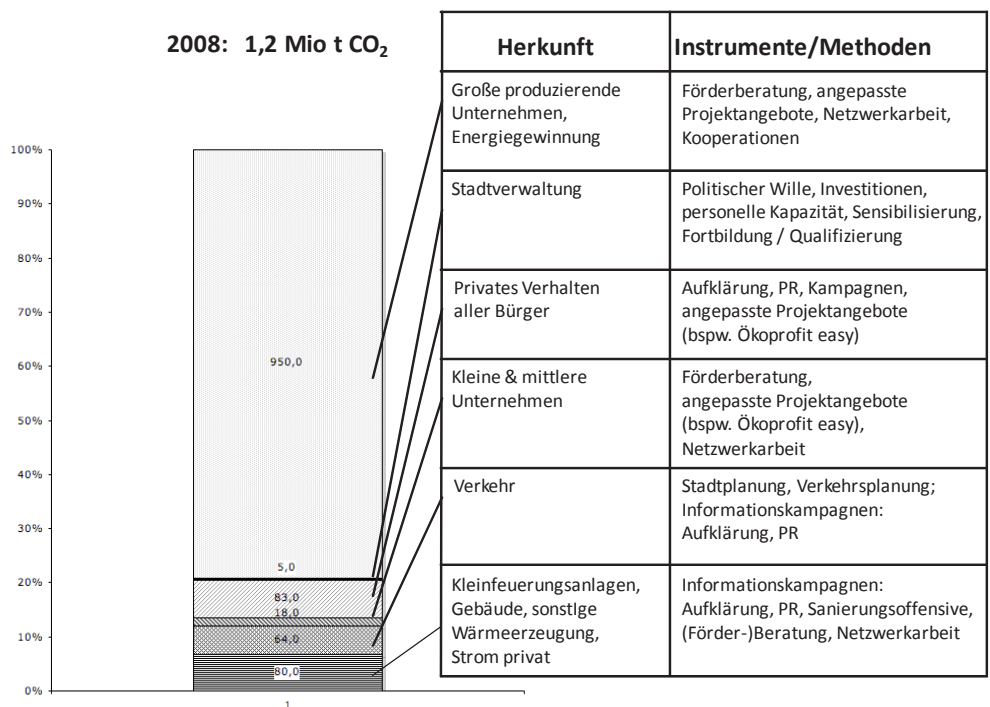 2008: 1,2 Mio t CO₂
100%
90%
80%
70%
60%
50%
40%
30%
20%
10%
0%
950,0
5,0
83,0
18,0
64,0
80,0
1
Herkunft
Instrumente/Methoden
Große produzierende
Unternehmen,
Energiegewinnung
Förderberatung, angepasste
Projektangebote, Netzwerkarbeit,
Kooperationen
Stadtverwaltung
Politischer Wille, Investitionen,
personelle Kapazität, Sensibilisierung,
Fortbildung / Qualifizierung
Privates Verhalten
aller Bürger
Aufklärung, PR, Kampagnen,
angepasste Projektangebote
(bspw. Ökoprofit easy)
Kleine & mittlere
Unternehmen
Förderberatung,
angepasste Projektangebote
(bspw. Ökoprofit easy),
Netzwerkarbeit
Verkehr
Stadtplanung, Verkehrsplanung;
Informationskampagnen:
Aufklärung, PR
Kleinfeuerungsanlagen,
Gebäude, sonstIge
Wärmeerzeugung,
Strom privat
Informationskampagnen:
Aufklärung, PR, Sanierungsoffensive,
(Förder-)Beratung, Netzwerkarbeit